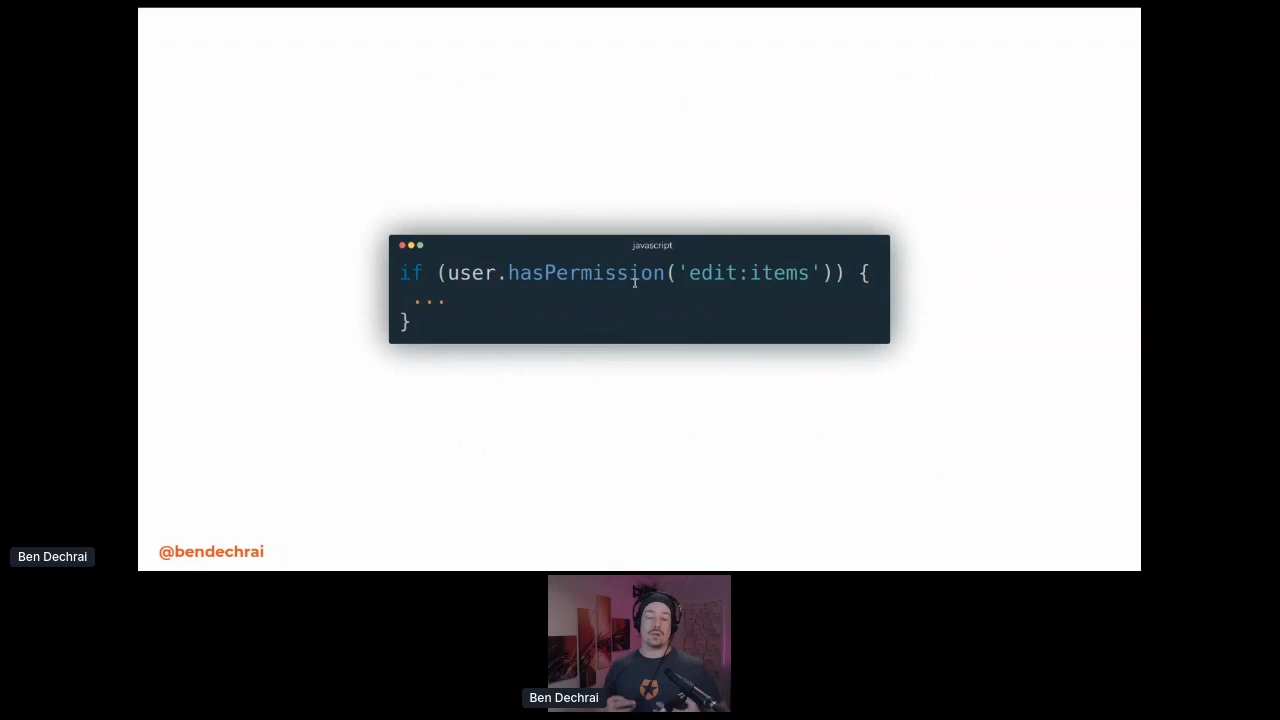 javascript
if (user.hasPermission('edit:items')) {
...
}
@bendechrai
Ben Dechrai
Ben Dechrai